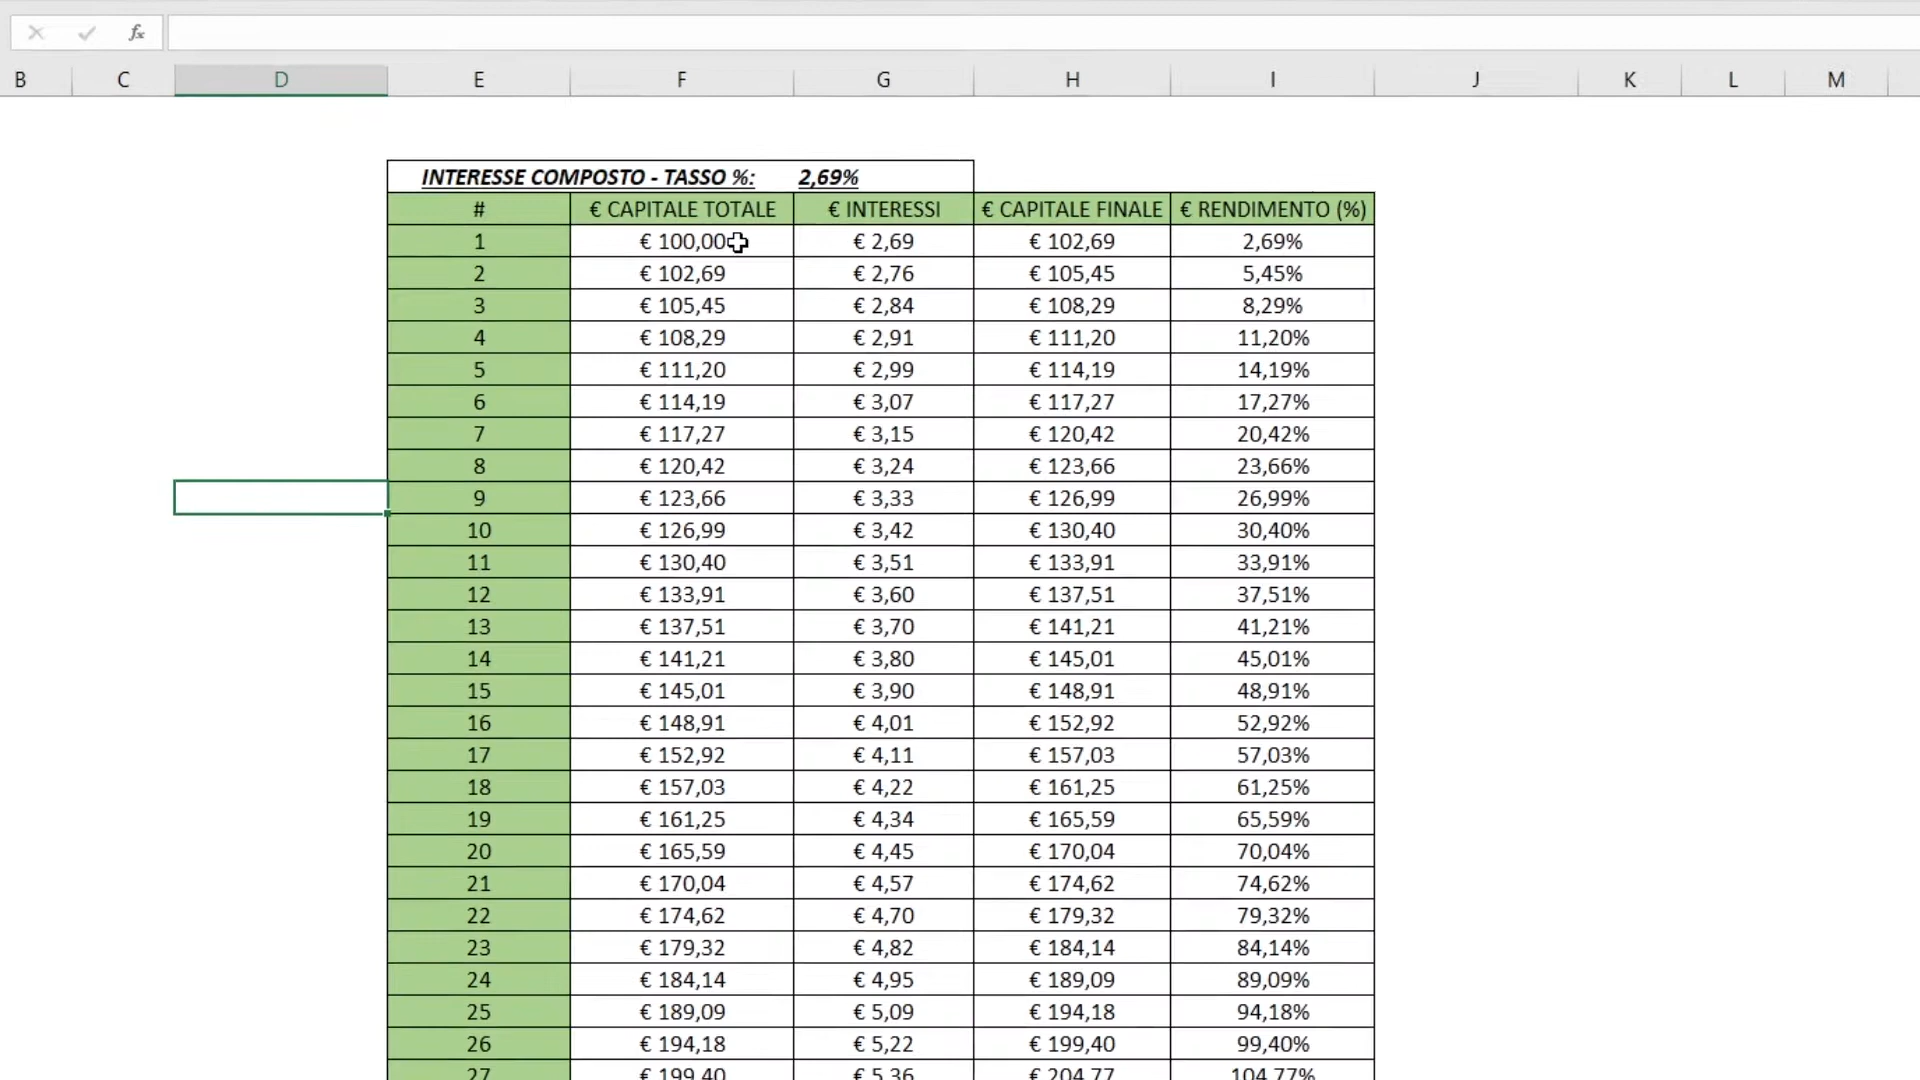 fx
B C D E F G H I J K L M
INTERESSE COMPOSTO - TASSO %: 2,69%
# € CAPITALE TOTALE € INTERESSI € CAPITALE FINALE € RENDIMENTO (%)
1 € 100,00 € 2,69 € 102,69 2,69%
2 € 102,69 € 2,76 € 105,45 5,45%
3 € 105,45 € 2,84 € 108,29 8,29%
4 € 108,29 € 2,91 € 111,20 11,20%
5 € 111,20 € 2,99 € 114,19 14,19%
6 € 114,19 € 3,07 € 117,27 17,27%
7 € 117,27 € 3,15 € 120,42 20,42%
8 € 120,42 € 3,24 € 123,66 23,66%
9 € 123,66 € 3,33 € 126,99 26,99%
10 € 126,99 € 3,42 € 130,40 30,40%
11 € 130,40 € 3,51 € 133,91 33,91%
12 € 133,91 € 3,60 € 137,51 37,51%
13 € 137,51 € 3,70 € 141,21 41,21%
14 € 141,21 € 3,80 € 145,01 45,01%
15 € 145,01 € 3,90 € 148,91 48,91%
16 € 148,91 € 4,01 € 152,92 52,92%
17 € 152,92 € 4,11 € 157,03 57,03%
18 € 157,03 € 4,22 € 161,25 61,25%
19 € 161,25 € 4,34 € 165,59 65,59%
20 € 165,59 € 4,45 € 170,04 70,04%
21 € 170,04 € 4,57 € 174,62 74,62%
22 € 174,62 € 4,70 € 179,32 79,32%
23 € 179,32 € 4,82 € 184,14 84,14%
24 € 184,14 € 4,95 € 189,09 89,09%
25 € 189,09 € 5,09 € 194,18 94,18%
26 € 194,18 € 5,22 € 199,40 99,40%
27 € 199,40 € 5,36 € 204,77 104,77%